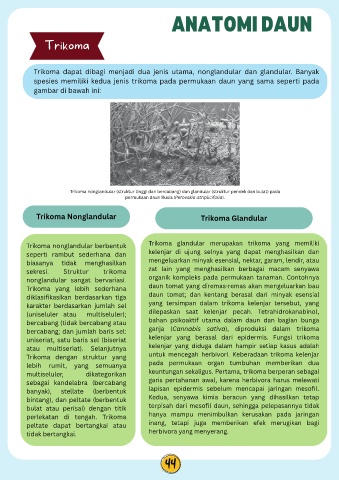 ANATOMI DAUN
Trikoma
Trikoma dapat dibagi menjadi dua jenis utama, nonglandular dan glandular. Banyak
spesies memiliki kedua jenis trikoma pada permukaan daun yang sama seperti pada
gambar di bawah ini:
Trikoma nonglandular (struktur tinggi dan bercabang) dan glandular (struktur pendek dan bulat) pada
permukaan daun Rusia (Perovskia atriplicifolia).
Trikoma Nonglandular
Trikoma nonglandular berbentuk
seperti rambut sederhana dan
biasanya tidak menghasilkan
sekresi. Struktur trikoma
nonglandular sangat bervariasi.
Trikoma yang lebih sederhana
diklasifikasikan berdasarkan tiga
karakter berdasarkan jumlah sel
(uniseluler atau multiseluler);
bercabang (tidak bercabang atau
bercabang; dan jumlah baris sel:
uniseriat, satu baris sel (biseriat
atau multiseriat). Selanjutnya
Trikoma dengan struktur yang
lebih rumit, yang semuanya
multiseluler, dikategorikan
sebagai kandelabra (bercabang
banyak), stellate (berbentuk
bintang), dan peltate (berbentuk
bulat atau perisai) dengan titik
perlekatan di tengah. Trikoma
peltate dapat bertangkai atau
tidak bertangkai.
Trikoma Glandular
Trikoma glandular merupakan trikoma yang memiliki
kelenjar di ujung selnya yang dapat menghasilkan dan
mengeluarkan minyak esensial, nektar, garam, lendir, atau
zat lain yang menghasilkan berbagai macam senyawa
organik kompleks pada permukaan tanaman. Contohnya
daun tomat yang diremas-remas akan mengeluarkan bau
daun tomat; dan kentang berasal dari minyak esensial
yang tersimpan dalam trikoma kelenjar tersebut, yang
dilepaskan saat kelenjar pecah. Tetrahidrokanabinol,
bahan psikoaktif utama dalam daun dan bagian bunga
ganja (Cannabis sativa), diproduksi dalam trikoma
kelenjar yang berasal dari epidermis. Fungsi trikoma
kelenjar yang diduga dalam hampir setiap kasus adalah
untuk mencegah herbivori. Keberadaan trikoma kelenjar
pada permukaan organ tumbuhan memberikan dua
keuntungan sekaligus. Pertama, trikoma berperan sebagai
garis pertahanan awal, karena herbivora harus melewati
lapisan epidermis sebelum mencapai jaringan mesofil.
Kedua, senyawa kimia beracun yang dihasilkan tetap
terpisah dari mesofil daun, sehingga pelepasannya tidak
hanya mampu menimbulkan kerusakan pada jaringan
inang, tetapi juga memberikan efek merugikan bagi
herbivora yang menyerang.
44